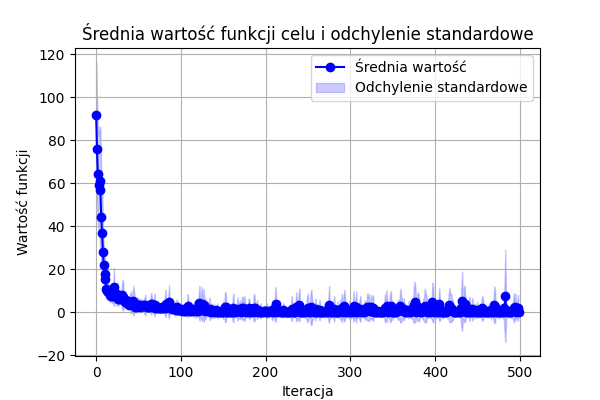 Średnia wartość funkcji celu i odchylenie standardowe
Średnia wartość
Odchylenie standardowe
Wartość funkcji
120
100
80
60
40
20
0
−20
0 100 200 300 400 500
Iteracja